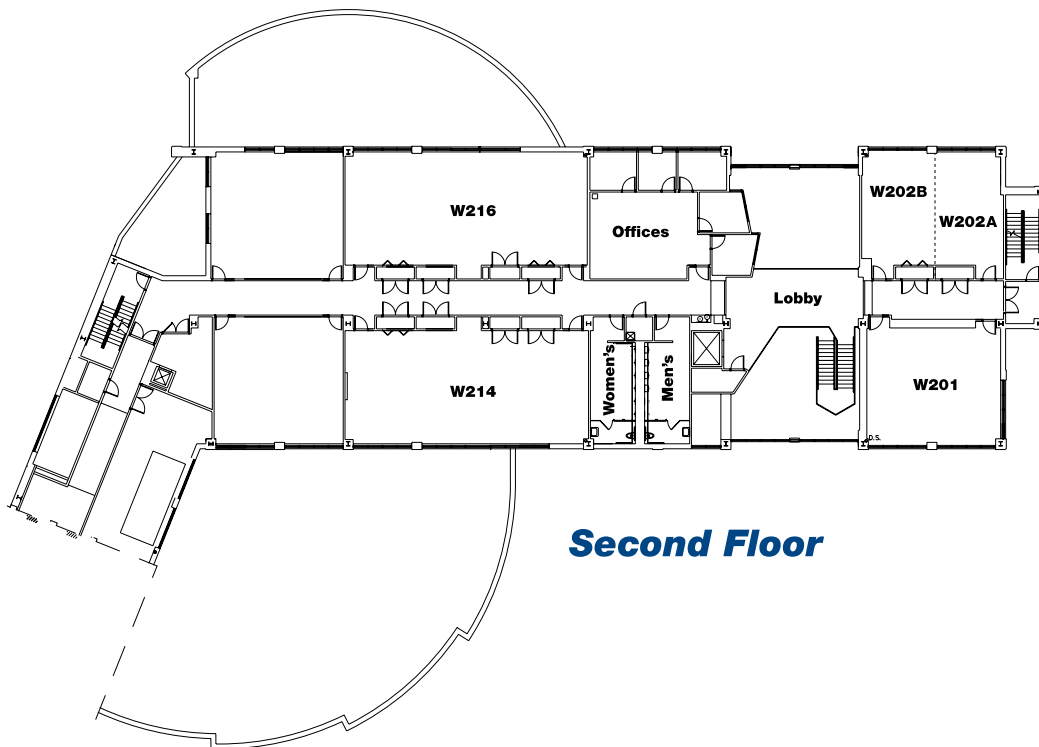 W216
W202B
W202A
Offices
Lobby
Women's
Men's
W214
W201
D.S.
Second Floor